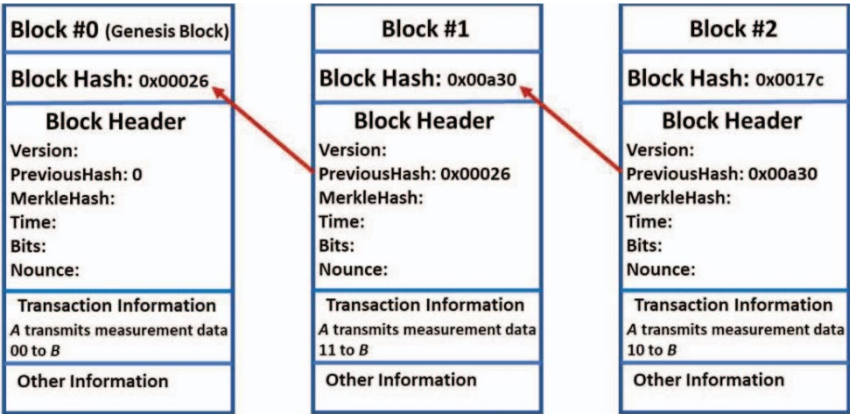 Block #0 (Genesis Block)
Block Hash: 0x00026
Block Header
Version:
PreviousHash: 0
MerkleHash:
Time:
Bits:
Nounce:
Transaction Information
A transmits measurement data
00 to B
Other Information
Block #1
Block Hash: 0x00a30
Block Header
Version:
PreviousHash: 0x00026
MerkleHash:
Time:
Bits:
Nounce:
Transaction Information
A transmits measurement data
11 to B
Other Information
Block #2
Block Hash: 0x0017c
Block Header
Version:
PreviousHash: 0x00a30
MerkleHash:
Time:
Bits:
Nounce:
Transaction Information
A transmits measurement data
10 to B
Other Information